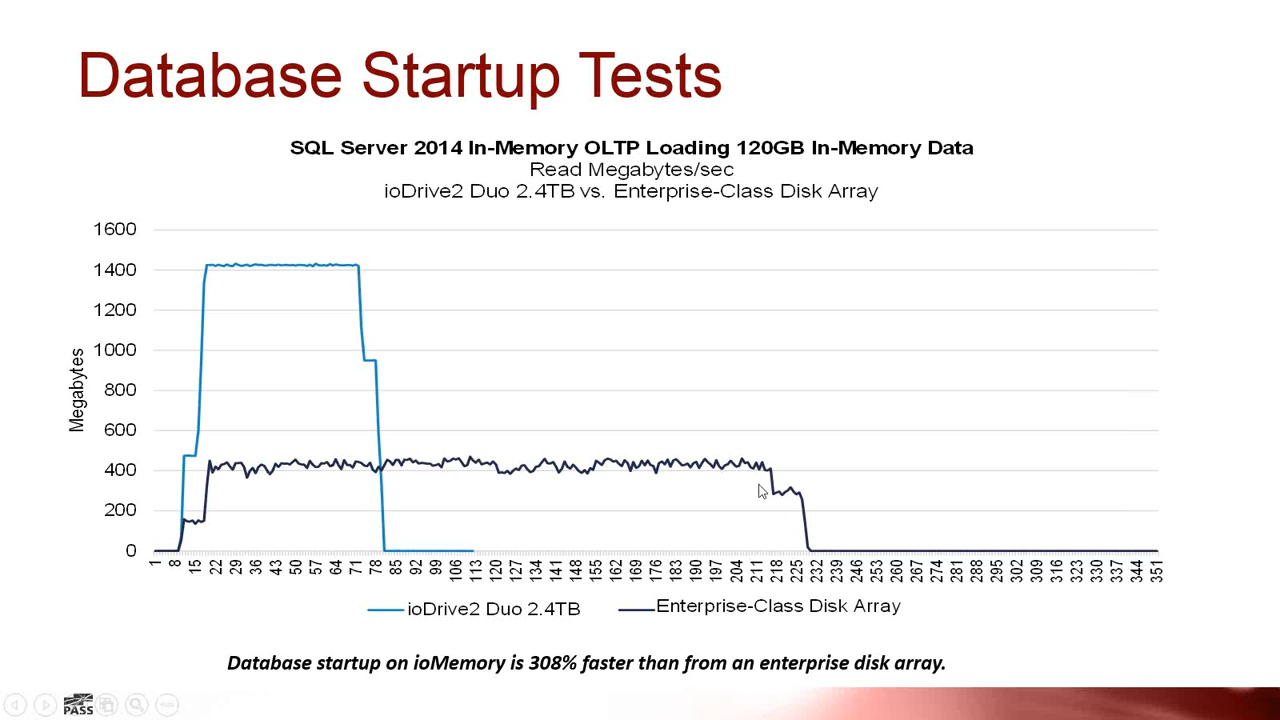 Database Startup Tests
SQL Server 2014 In-Memory OLTP Loading 120GB In-Memory Data
Read Megabytes/sec
ioDrive2 Duo 2.4TB vs. Enterprise-Class Disk Array
Megabytes
1600
1400
1200
1000
800
600
400
200
0
1 8 15 22 29 36 43 50 57 64 71 78 85 92 99 106 113 120 127 134 141 148 155 162 169 176 183 190 197 204 211 218 225 232 239 246 253 260 267 274 281 288 295 302 309 316 323 330 337 344 351
ioDrive2 Duo 2.4TB
Enterprise-Class Disk Array
Database startup on ioMemory is 308% faster than from an enterprise disk array.
PASS